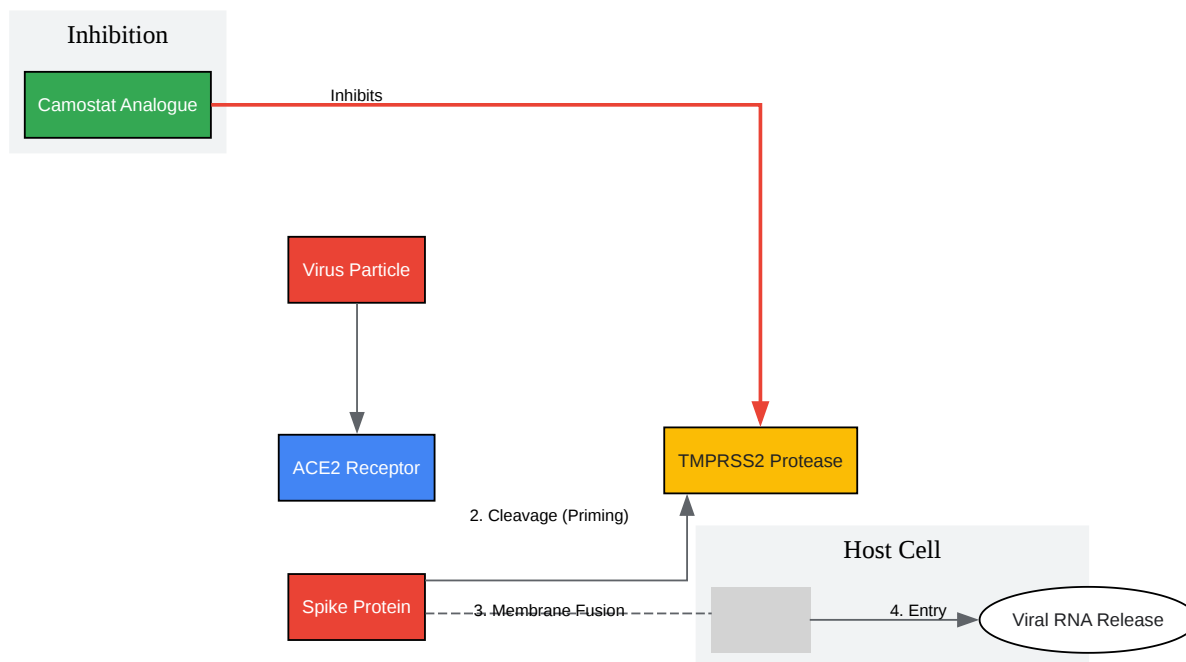 Inhibition
Camostat Analogue
Inhibits
Virus Particle
ACE2 Receptor
TMPRSS2 Protease
2. Cleavage (Priming)
Host Cell
Spike Protein
3. Membrane Fusion
4. Entry
Viral RNA Release